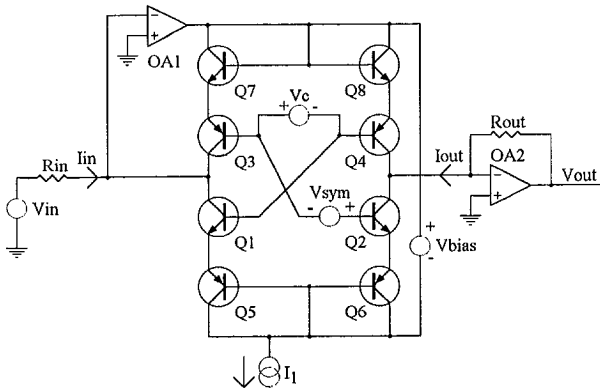 OA1
Q7
Q8
+ Vc -
Q3
Q4
Rin
Iin
Vin
Iout
Rout
OA2
Vout
- Vsym +
Q1
Q2
+
Vbias
-
Q5
Q6
I1